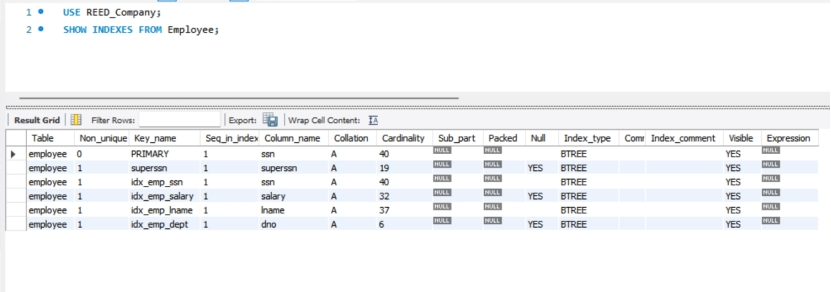 1 USE REED_Company;
2 SHOW INDEXES FROM Employee;
Result Grid Filter Rows: Export: Wrap Cell Content: IA
Table Non_unique Key_name Seq_in_index Column_name Collation Cardinality Sub_part Packed Null Index_type Comr Index_comment Visible Expression
employee 0 PRIMARY 1 ssn A 40 NULL NULL BTREE YES NULL
employee 1 superssn 1 superssn A 19 NULL NULL YES BTREE YES NULL
employee 1 idx_emp_ssn 1 ssn A 40 NULL NULL BTREE YES NULL
employee 1 idx_emp_salary 1 salary A 32 NULL NULL YES BTREE YES NULL
employee 1 idx_emp_lname 1 lname A 37 NULL NULL BTREE YES NULL
employee 1 idx_emp_dept 1 dno A 6 NULL NULL YES BTREE YES NULL